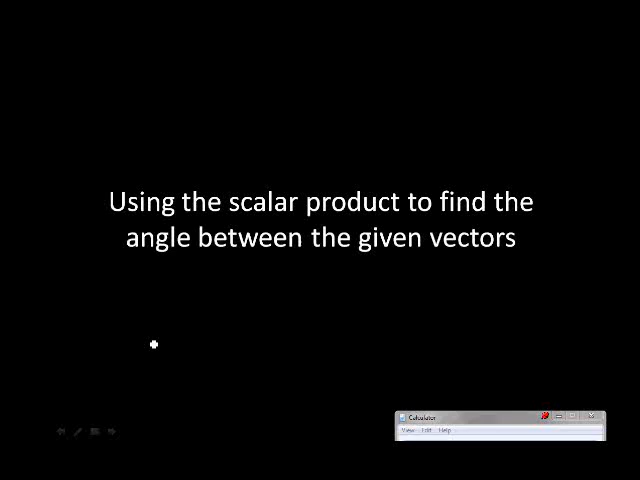 Using the scalar product to find the
angle between the given vectors
Calculator
View Edit Help